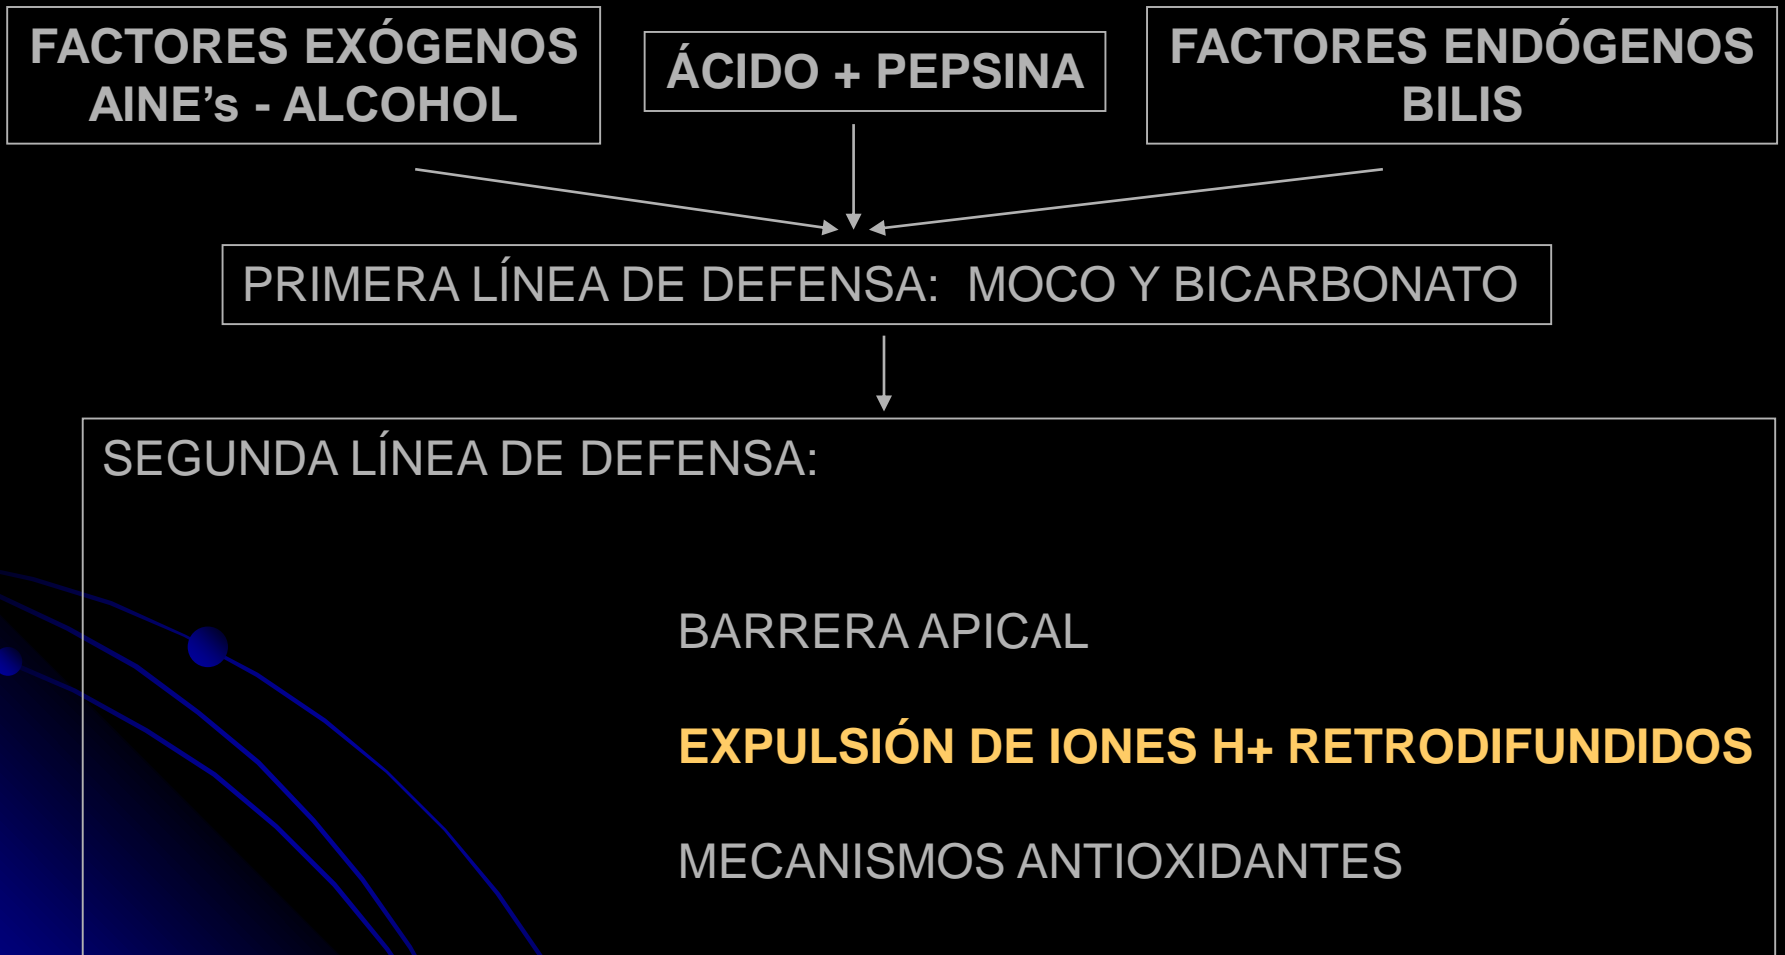 FACTORES EXÓGENOS
AINE’s - ALCOHOL
ÁCIDO + PEPSINA
FACTORES ENDÓGENOS
BILIS
PRIMERA LÍNEA DE DEFENSA:  MOCO Y BICARBONATO
SEGUNDA LÍNEA DE DEFENSA:
BARRERA APICAL
EXPULSIÓN DE IONES H+ RETRODIFUNDIDOS
MECANISMOS ANTIOXIDANTES